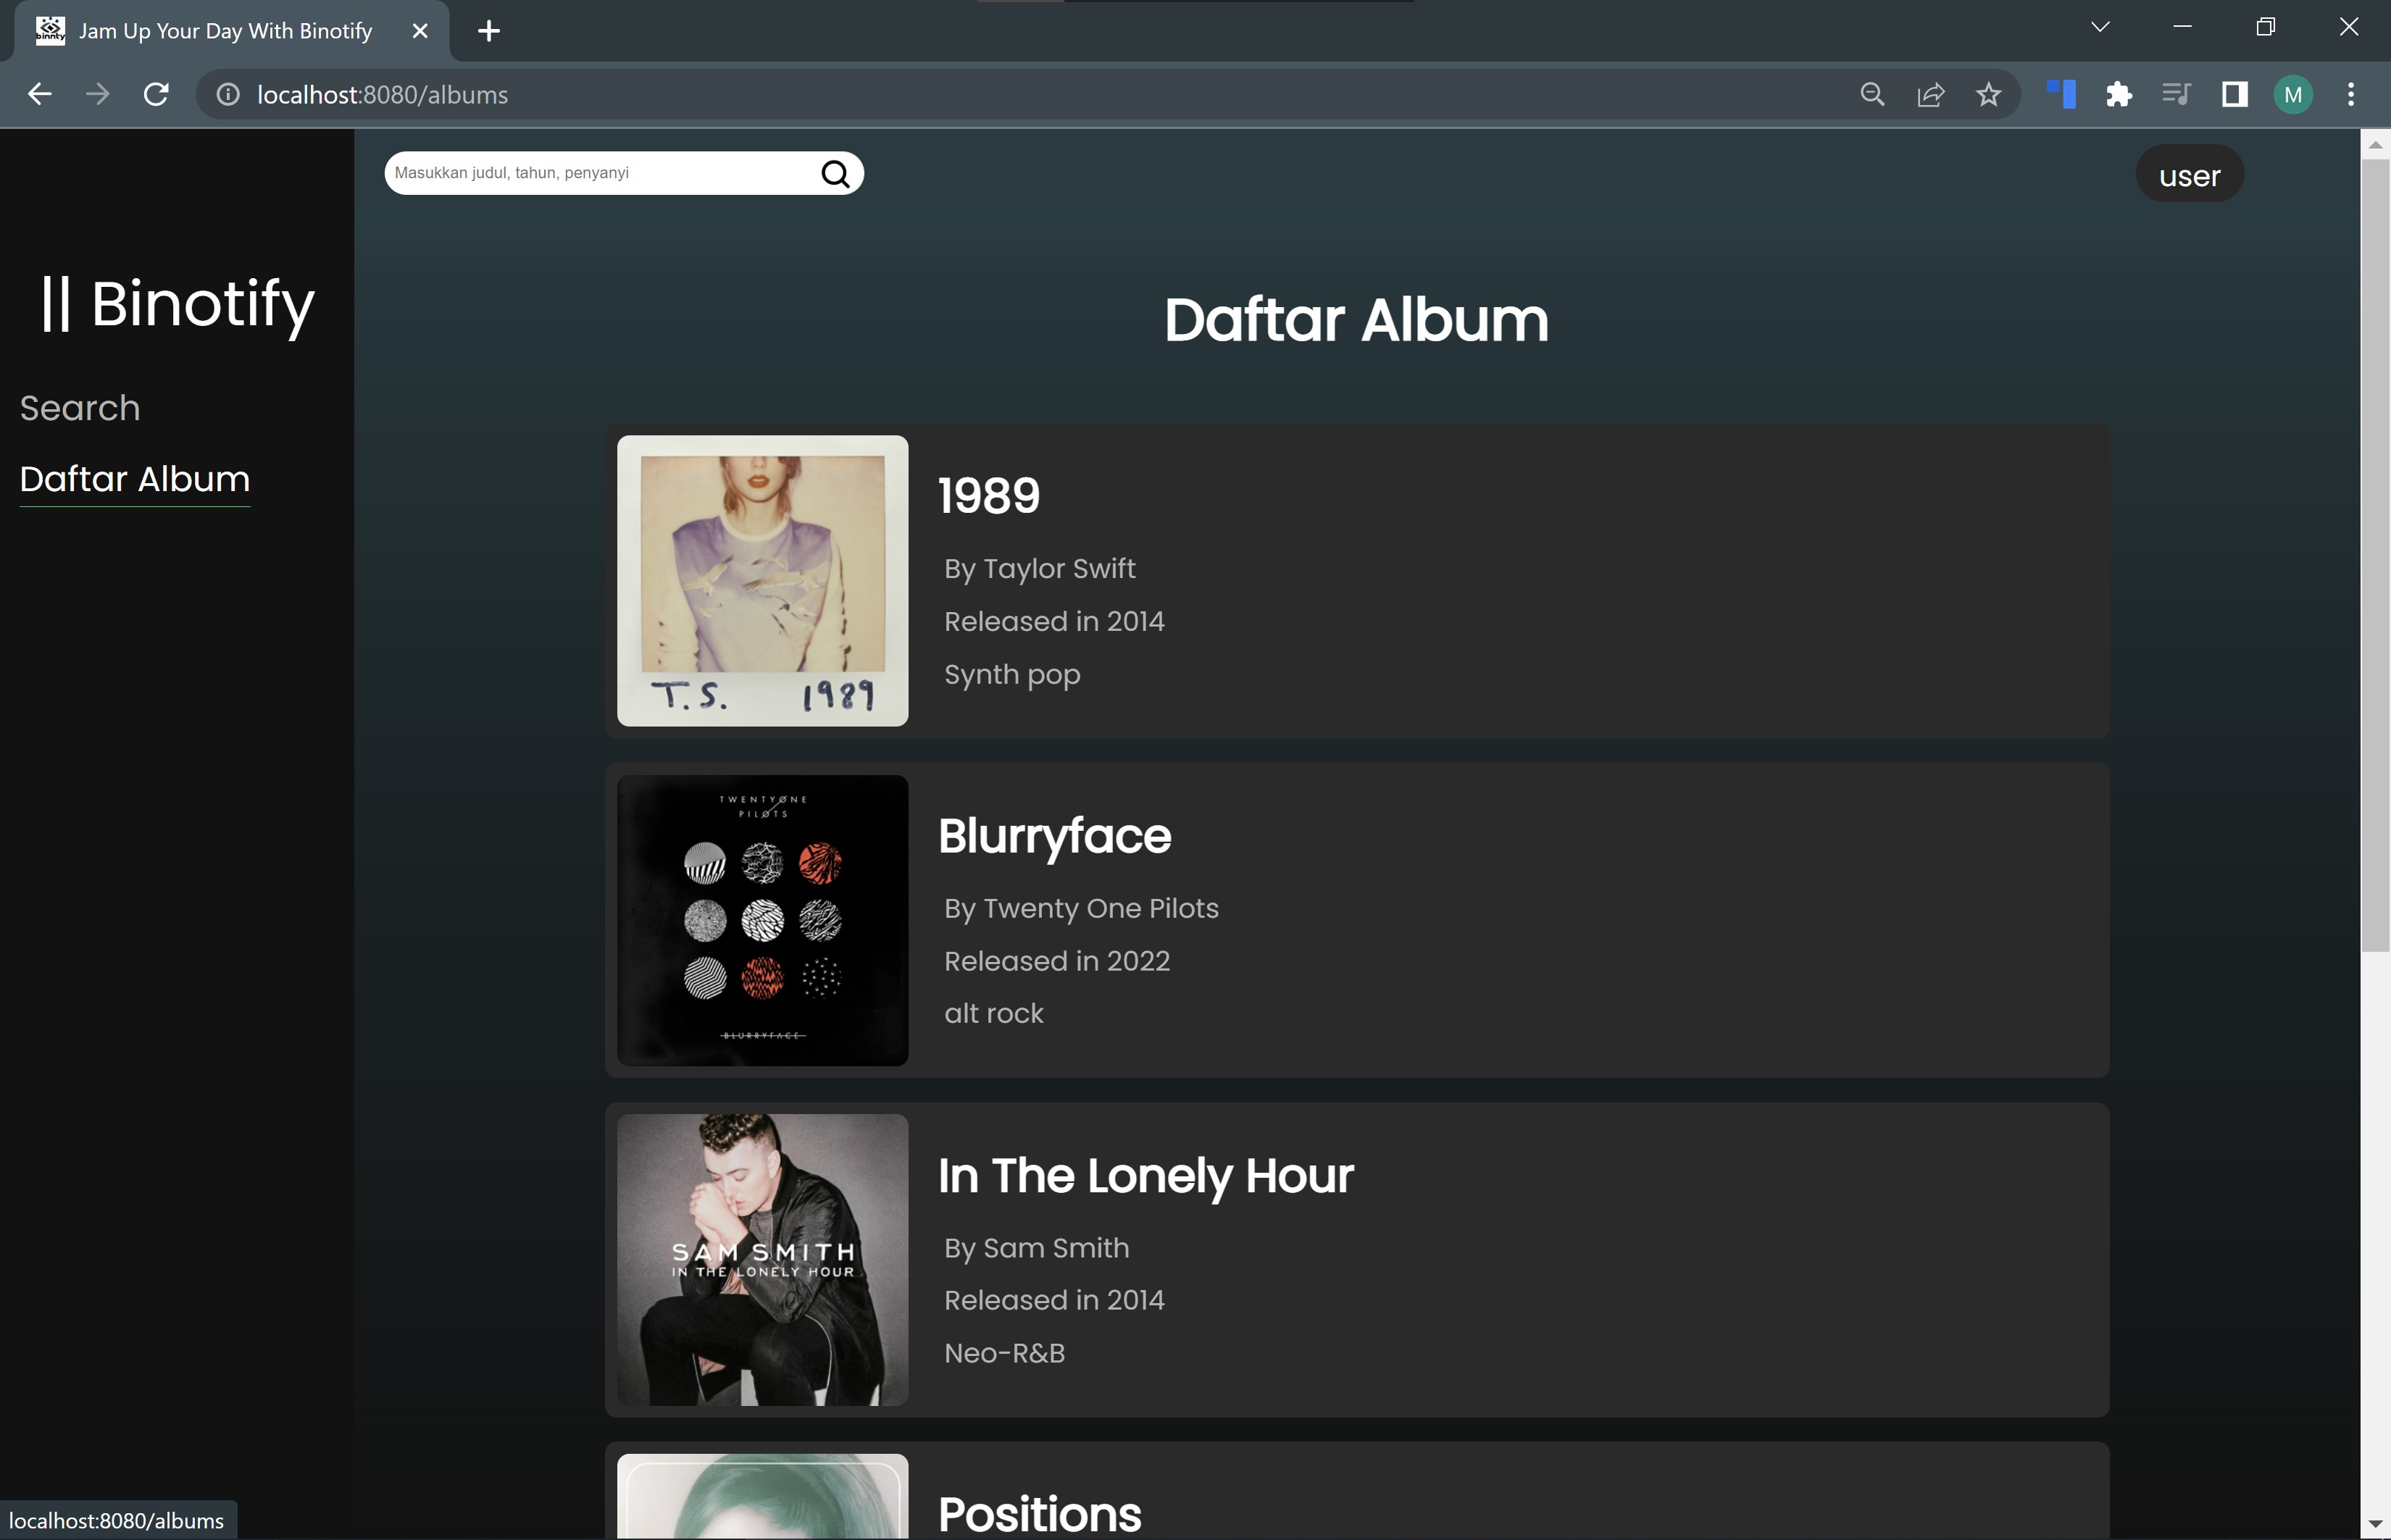 binnty
Jam Up Your Day With Binotify
localhost:8080/albums
M
Masukkan judul, tahun, penyanyi
user
|| Binotify
Search
Daftar Album
Daftar Album
T.S. 1989
1989
By Taylor Swift
Released in 2014
Synth pop
TWENTY ØNE
PILØTS
BLURRYFACE
Blurryface
By Twenty One Pilots
Released in 2022
alt rock
SAM SMITH
IN THE LONELY HOUR
In The Lonely Hour
By Sam Smith
Released in 2014
Neo-R&B
Positions
localhost:8080/albums